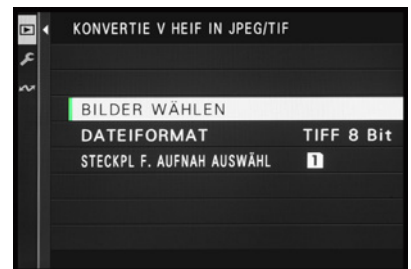 KONVERTIE V HEIF IN JPEG/TIF
BILDER WÄHLEN
DATEIFORMAT TIFF 8 Bit
STECKPL F. AUFNAH AUSWÄHL 1